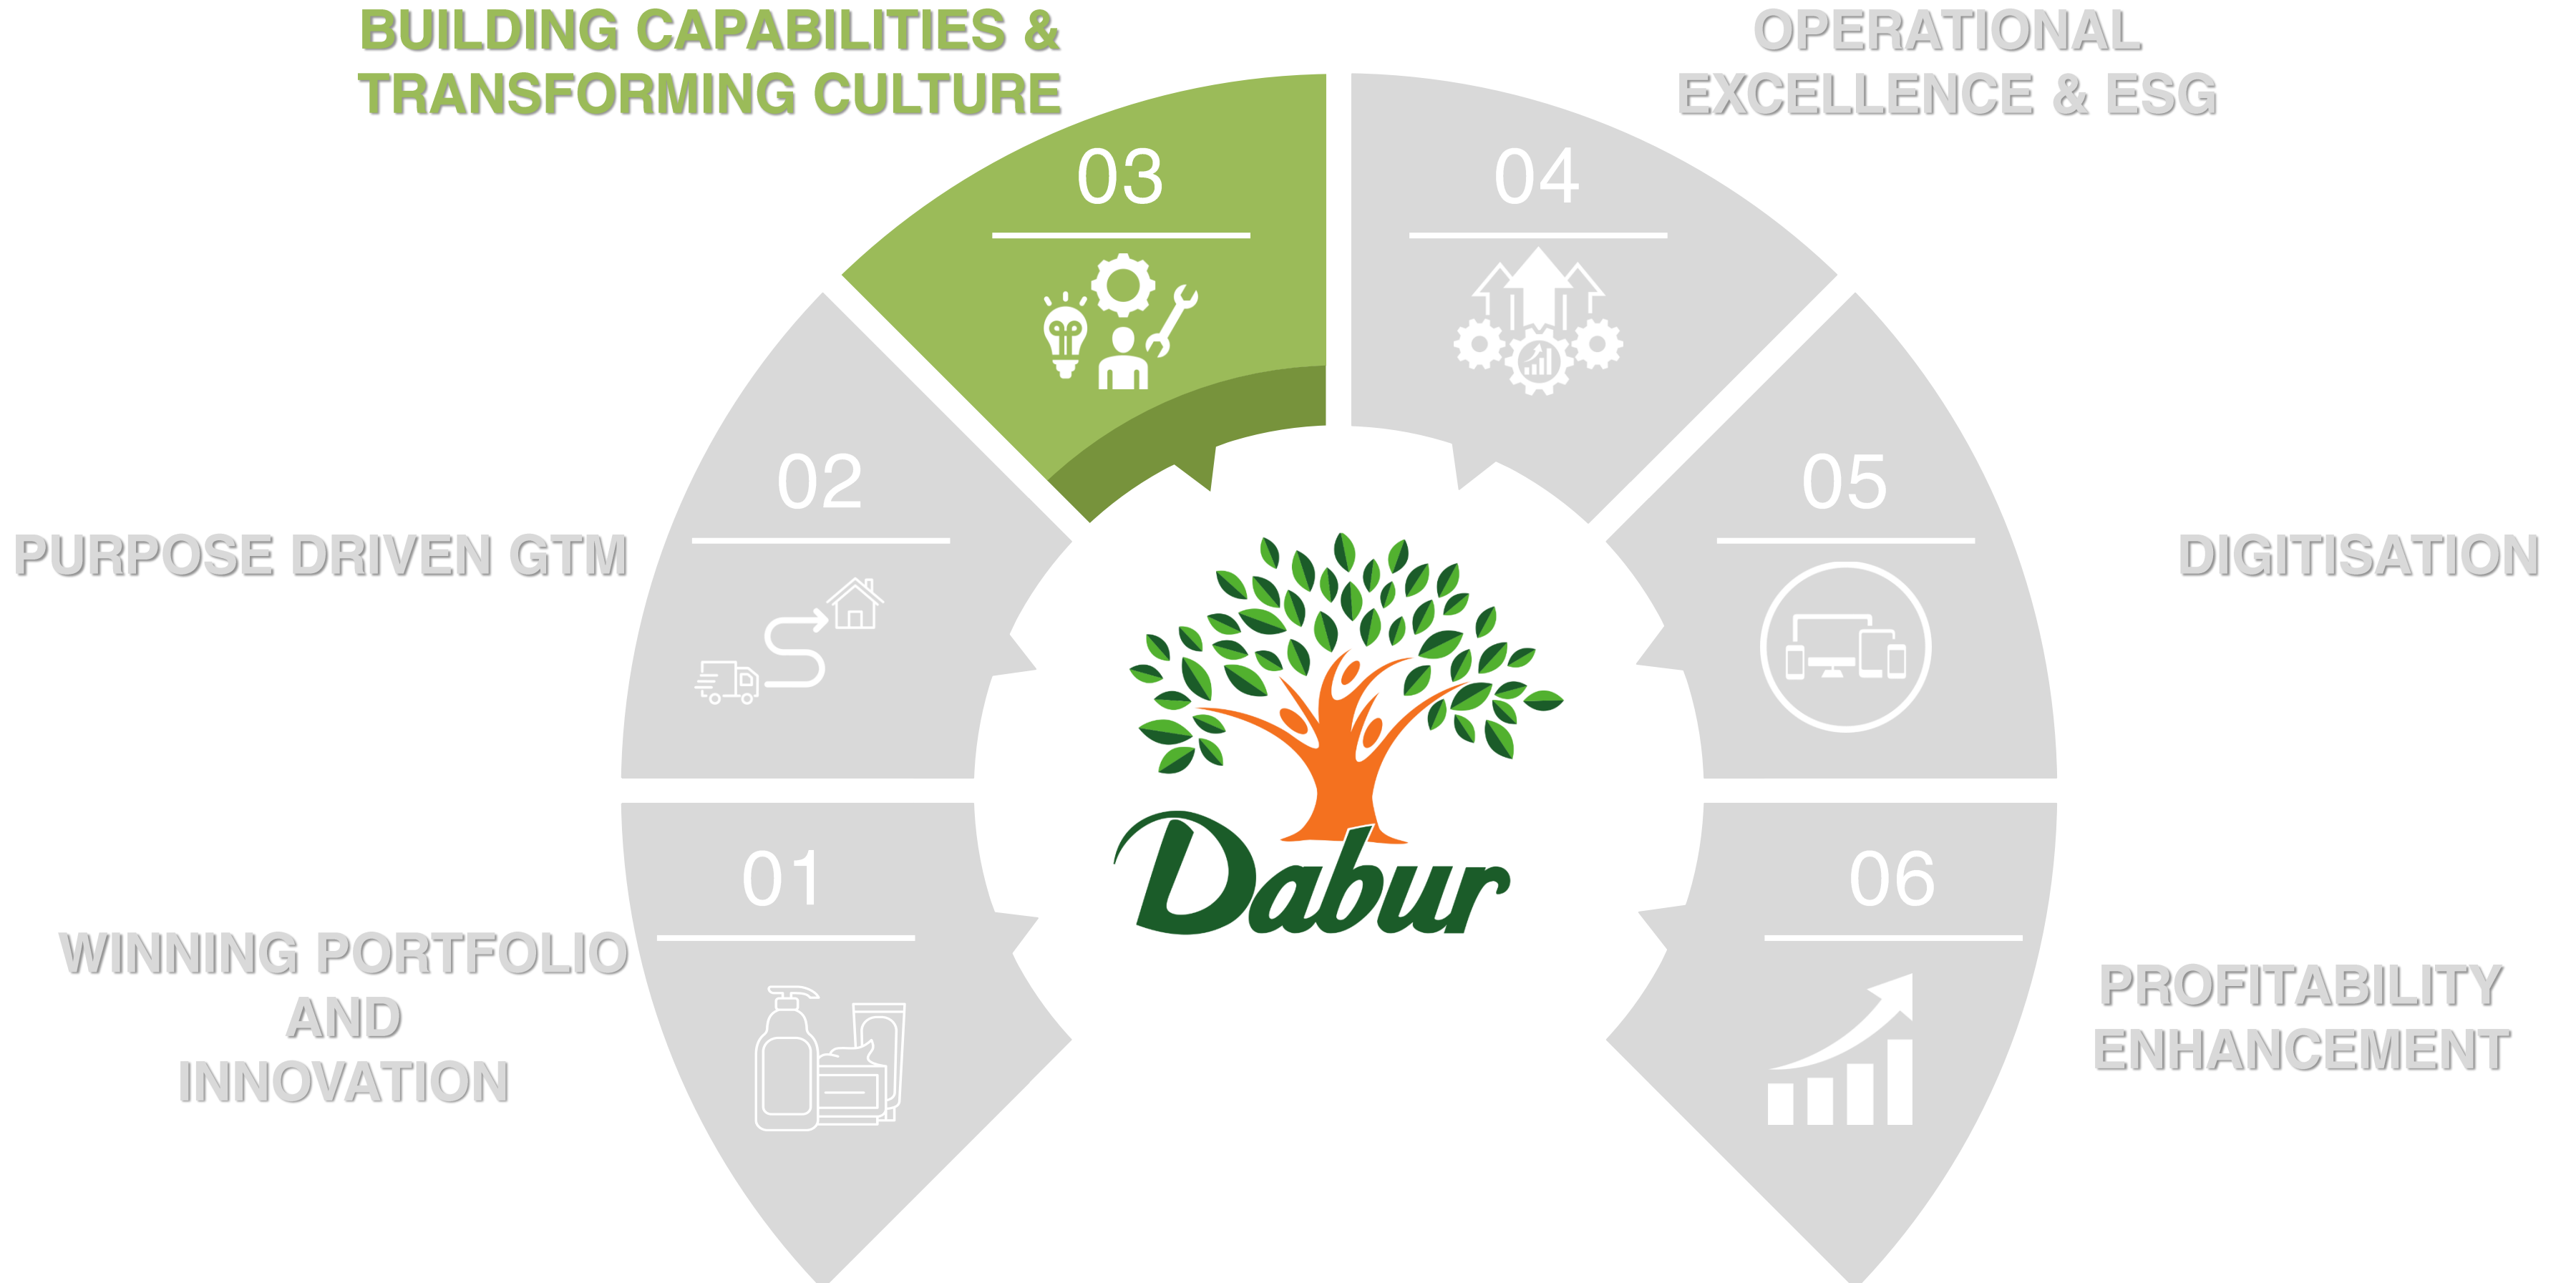 BUILDING CAPABILITIES &
TRANSFORMING CULTURE
OPERATIONAL
EXCELLENCE & ESG
03
04
02
05
PURPOSE DRIVEN GTM
DIGITISATION
Dabur
01
06
WINNING PORTFOLIO
AND
INNOVATION
PROFITABILITY
ENHANCEMENT